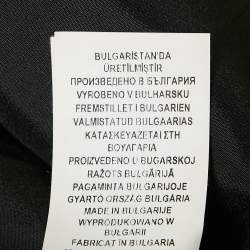 BULGARİSTAN'DA
ÜRETİLMİŞTİR
ПРОИЗВЕДЕНО В БЪЛГАРИЯ
VYROBENO V BULHARSKU
FREMSTILLET I BULGARIEN
VALMISTATUD BULGAARIAS
ΚΑΤΑΣΚΕΥΑΖΕΤΑΙ ΣΤΗ
ΒΟΥΛΓΑΡΙΑ
PROIZVEDENO U BUGARSKOJ
RAŽOTS BULGĀRIJĀ
PAGAMINTA BULGARIJOJE
GYÁRTÓ ORSZÁG BULGÁRIA
MADE IN BULGARIJE
WYPRODUKOWANO W
BUŁGARII
FABRICAT ÎN BULGARIA